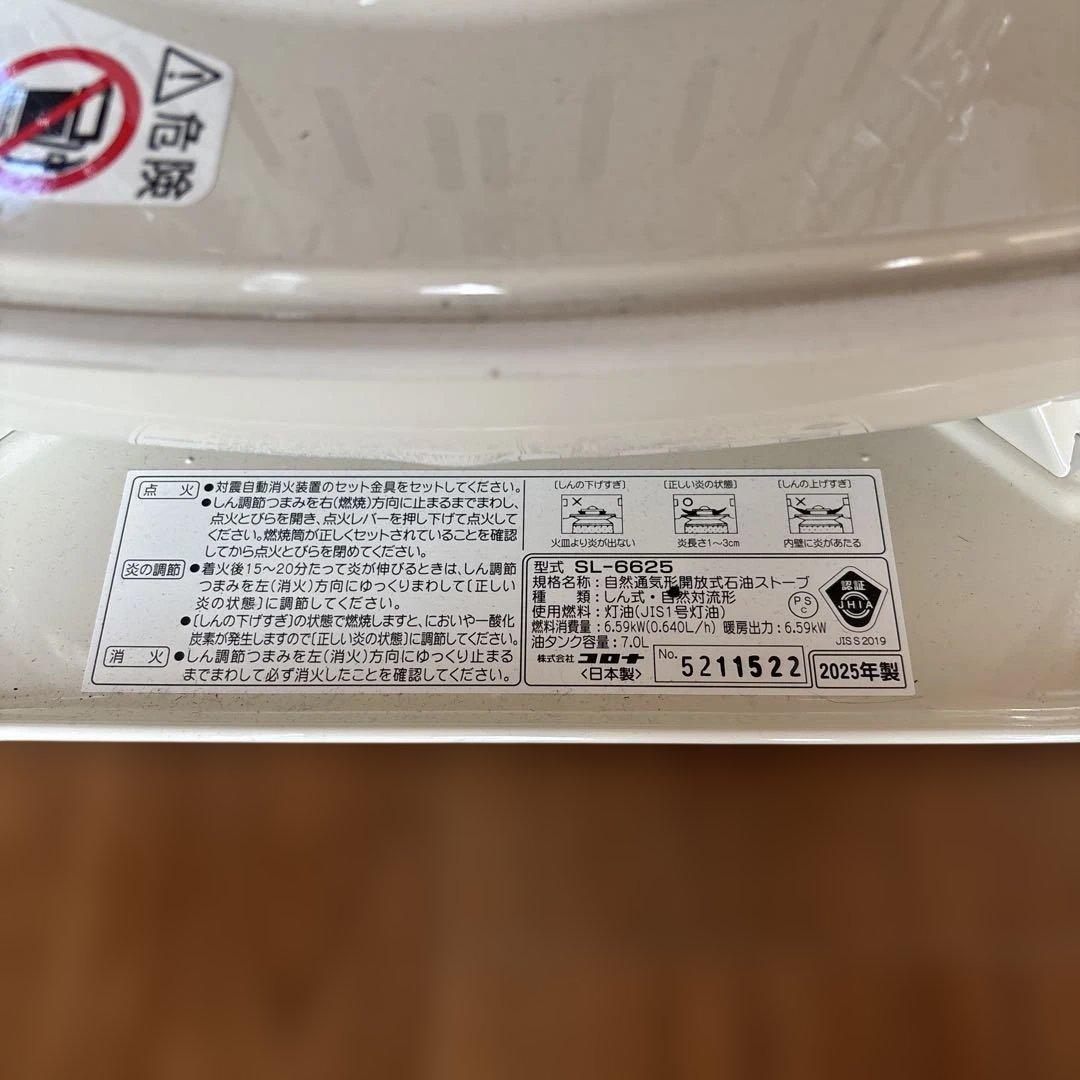 危険
点火
●対震自動消火装置のセット金具をセットしてください。
●しん調節つまみを右(燃焼)方向に止まるまでまわし、
点火とびらを開き、点火レバーを押し下げて点火して
ください。燃焼筒が正しくセットされていることを確認
してから点火とびらを閉めてください。
炎の調節
●着火後15〜20分たって炎が伸びるときは、しん調節
つまみを左(消火)方向にゆっくりまわして[正しい
炎の状態]に調節してください。
●[しんの下げすぎ]の状態で燃焼しますと、においや一酸化
炭素が発生しますので[正しい炎の状態]に調節してください。
消火
●しん調節つまみを左(消火)方向にゆっくり止まる
までまわして必ず消火したことを確認してください。
[しんの下げすぎ] [正しい炎の状態] [しんの上げすぎ]
火皿より炎が出ない 炎長さ1〜3cm 内壁に炎があたる
型式 SL-6625
規格名称:自然通気形開放式石油ストーブ
種類:しん式・自然対流形
使用燃料:灯油(JIS1号灯油)
燃料消費量:6.59kW(0.640L/h) 暖房出力:6.59kW
油タンク容量:7.0L
株式会社 コロナ
〈日本製〉
No. 5211522
2025年製
PSC
認証
JHIA
JIS S 2019